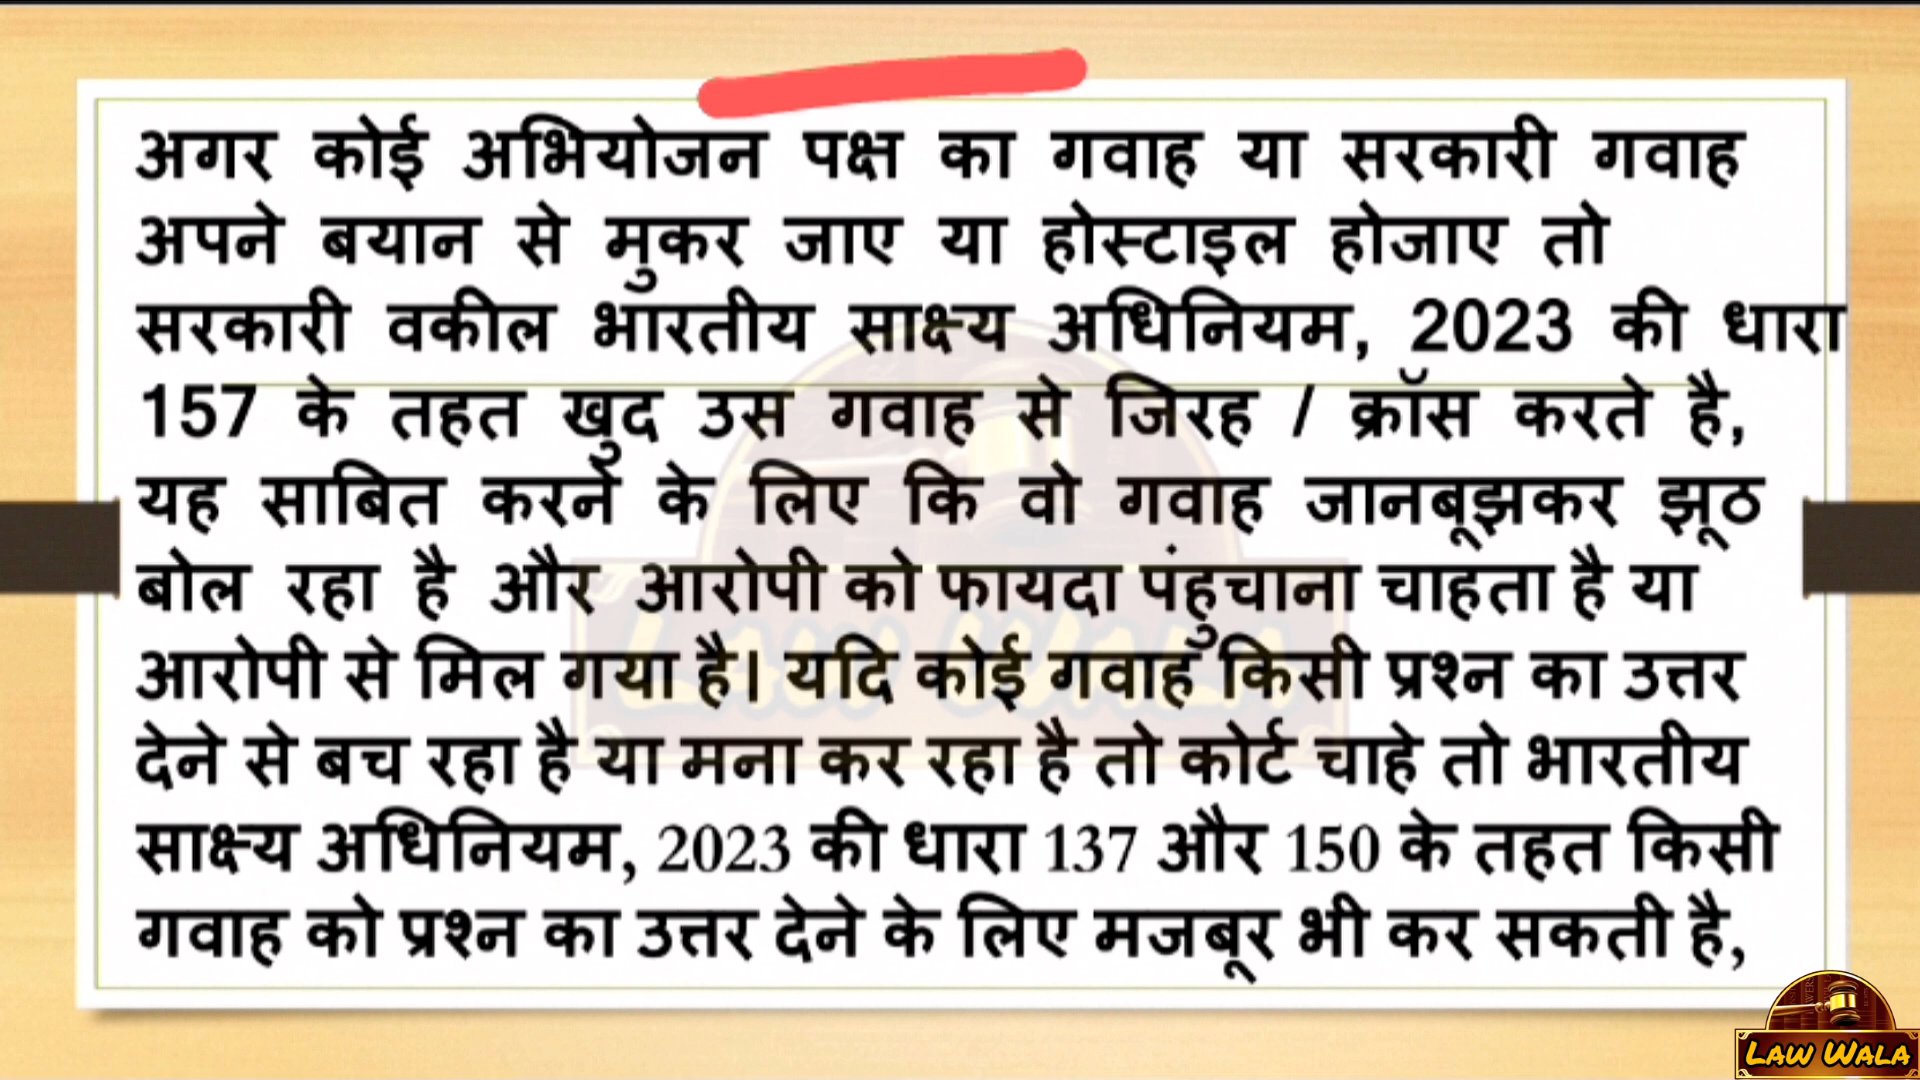 अगर कोई अभियोजन पक्ष का गवाह या सरकारी गवाह
अपने बयान से मुकर जाए या होस्टाइल होजाए तो
सरकारी वकील भारतीय साक्ष्य अधिनियम, 2023 की धारा
157 के तहत खुद उस गवाह से जिरह / क्रॉस करते है,
यह साबित करने के लिए कि वो गवाह जानबूझकर झूठ
बोल रहा है और आरोपी को फायदा पंहुचाना चाहता है या
आरोपी से मिल गया है। यदि कोई गवाह किसी प्रश्न का उत्तर
देने से बच रहा है या मना कर रहा है तो कोर्ट चाहे तो भारतीय
साक्ष्य अधिनियम, 2023 की धारा 137 और 150 के तहत किसी
गवाह को प्रश्न का उत्तर देने के लिए मजबूर भी कर सकती है,
LAW WALA
LAW WALA